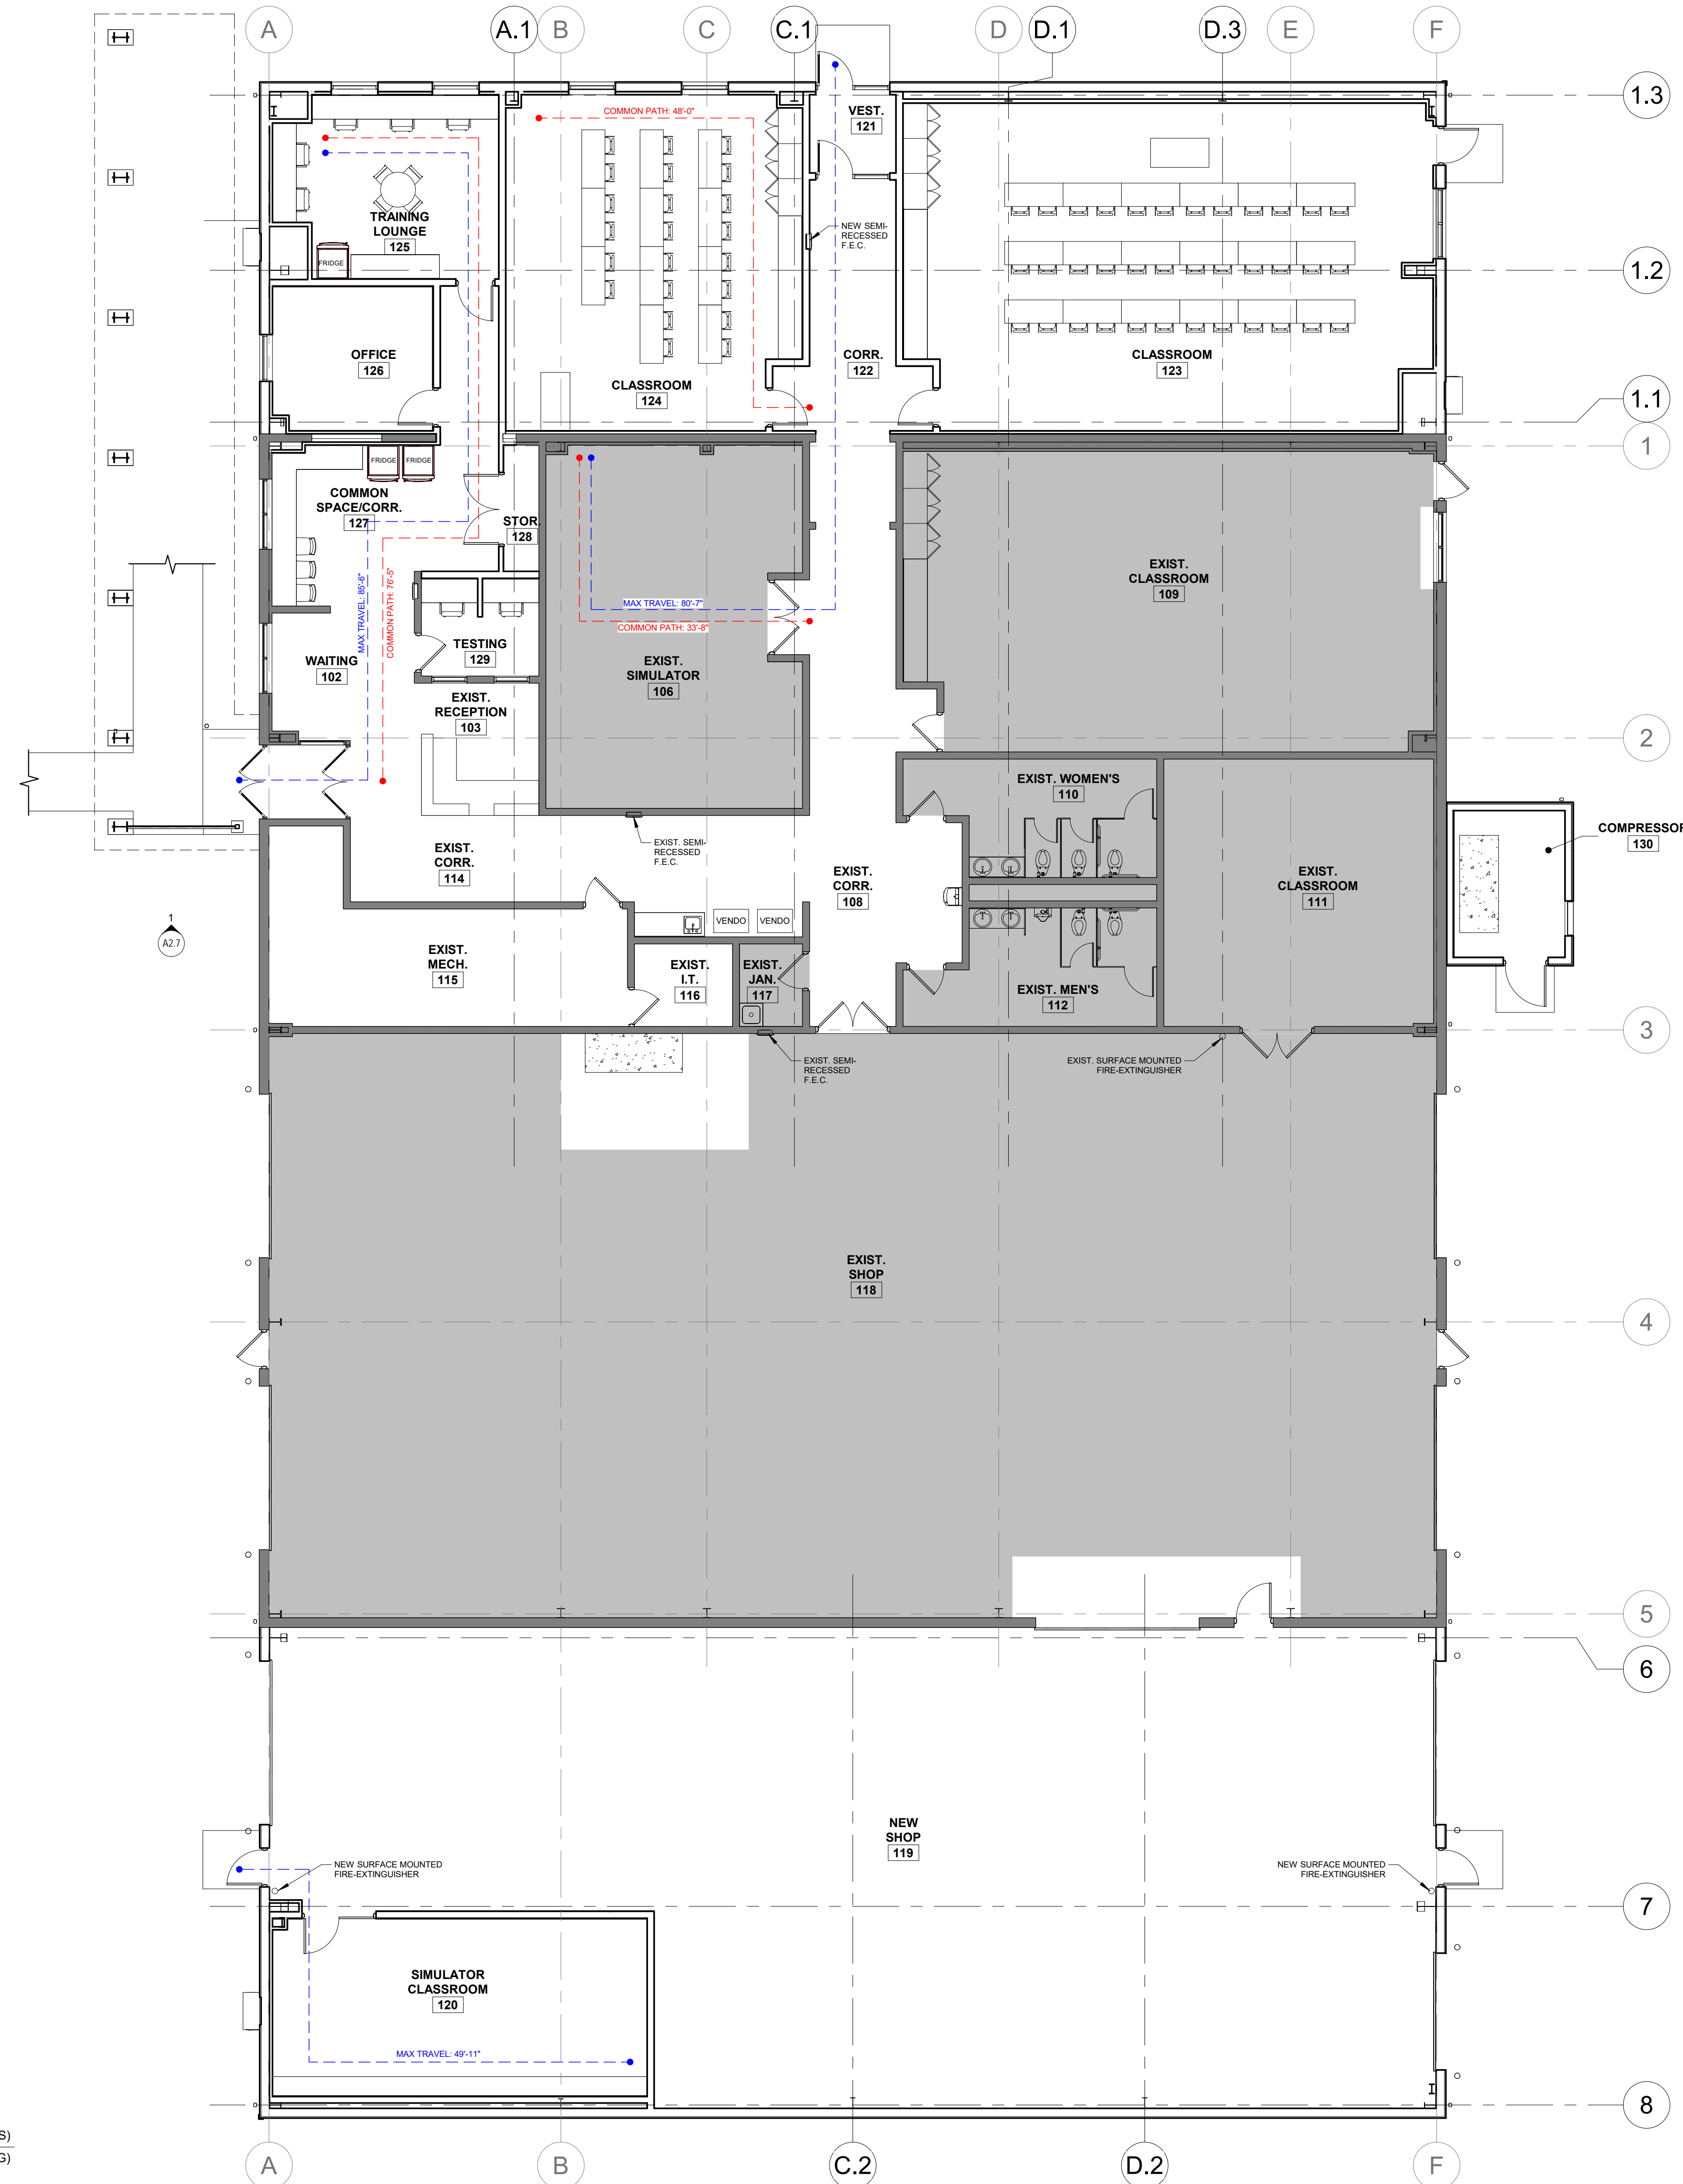 A
A.1
B
C
C.1
D
D.1
D.3
E
F
1.3
COMMON PATH: 48'-0"
VEST.
121
TRAINING
LOUNGE
125
NEW SEMI-
RECESSED
F.E.C.
FRIDGE
1.2
OFFICE
126
CLASSROOM
124
CORR.
122
CLASSROOM
123
1.1
1
FRIDGE
FRIDGE
COMMON
SPACE/CORR.
127
STOR.
128
MAX TRAVEL: 85'-6"
COMMON PATH: 76'-5"
MAX TRAVEL: 80'-7"
COMMON PATH: 33'-8"
EXIST.
CLASSROOM
109
WAITING
102
TESTING
129
EXIST.
SIMULATOR
106
EXIST.
RECEPTION
103
2
2
EXIST. WOMEN'S
110
EXIST. SEMI-
RECESSED
F.E.C.
EXIST.
CORR.
114
EXIST.
CORR.
108
EXIST.
CLASSROOM
111
COMPRESSOR
130
VENDO
VENDO
1
A2.7
EXIST.
MECH.
115
EXIST.
I.T.
116
EXIST.
JAN.
117
EXIST. MEN'S
112
3
EXIST. SEMI-
RECESSED
F.E.C.
EXIST. SURFACE MOUNTED
FIRE-EXTINGUISHER
EXIST.
SHOP
118
4
5
6
NEW
SHOP
119
NEW SURFACE MOUNTED
FIRE-EXTINGUISHER
NEW SURFACE MOUNTED
FIRE-EXTINGUISHER
7
SIMULATOR
CLASSROOM
120
MAX TRAVEL: 49'-11"
8
S)
G)
A
B
C.2
D.2
F